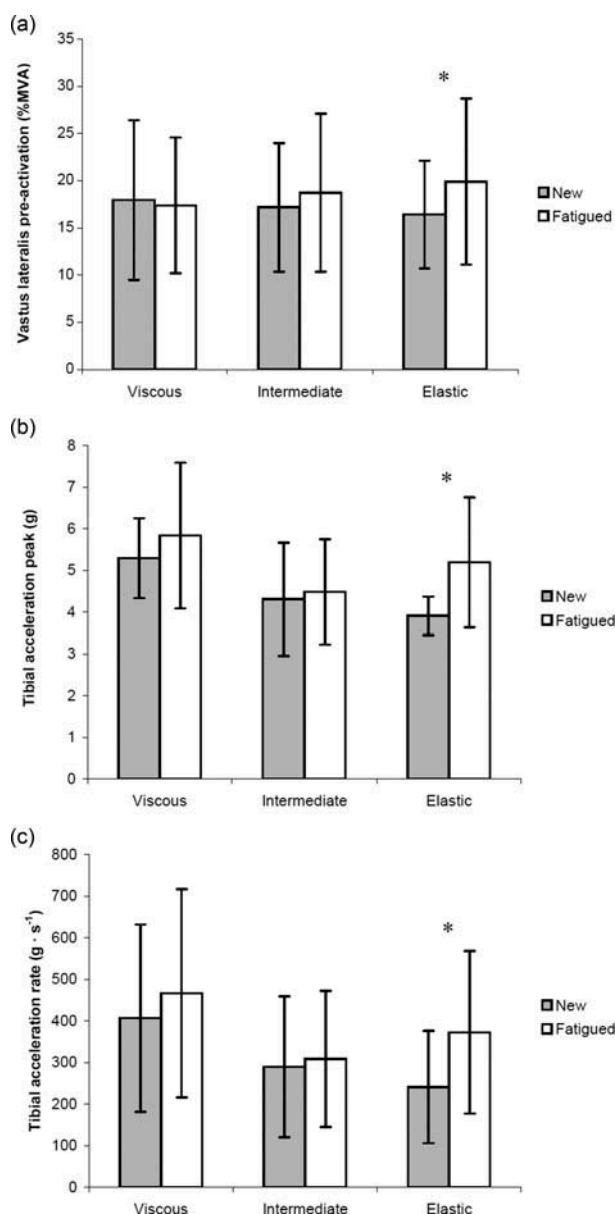 (a)
Vastus lateralis pre-activation (%MVA)
35
30
25
20
15
10
5
0
*
New
Fatigued
Viscous Intermediate Elastic
(b)
Tibial acceleration peak (g)
8
7
6
5
4
3
2
1
0
*
New
Fatigued
Viscous Intermediate Elastic
(c)
Tibial acceleration rate (g · s⁻¹)
800
700
600
500
400
300
200
100
0
*
New
Fatigued
Viscous Intermediate Elastic